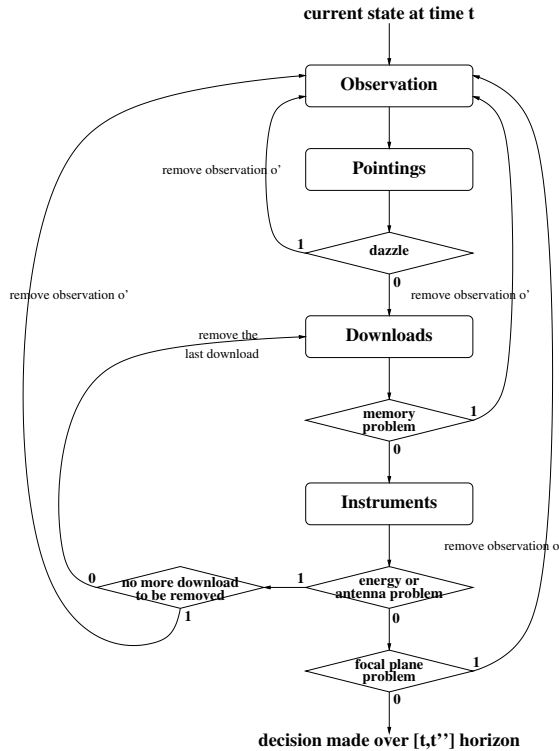 current state at time t
Observation
remove observation o'
Pointings
1
dazzle
0
remove observation o'
remove observation o'
remove the
last download
Downloads
memory
problem
1
0
Instruments
remove observation o
0
no more download
to be removed
1
1
energy or
antenna problem
0
focal plane
problem
1
0
decision made over [t,t''] horizon